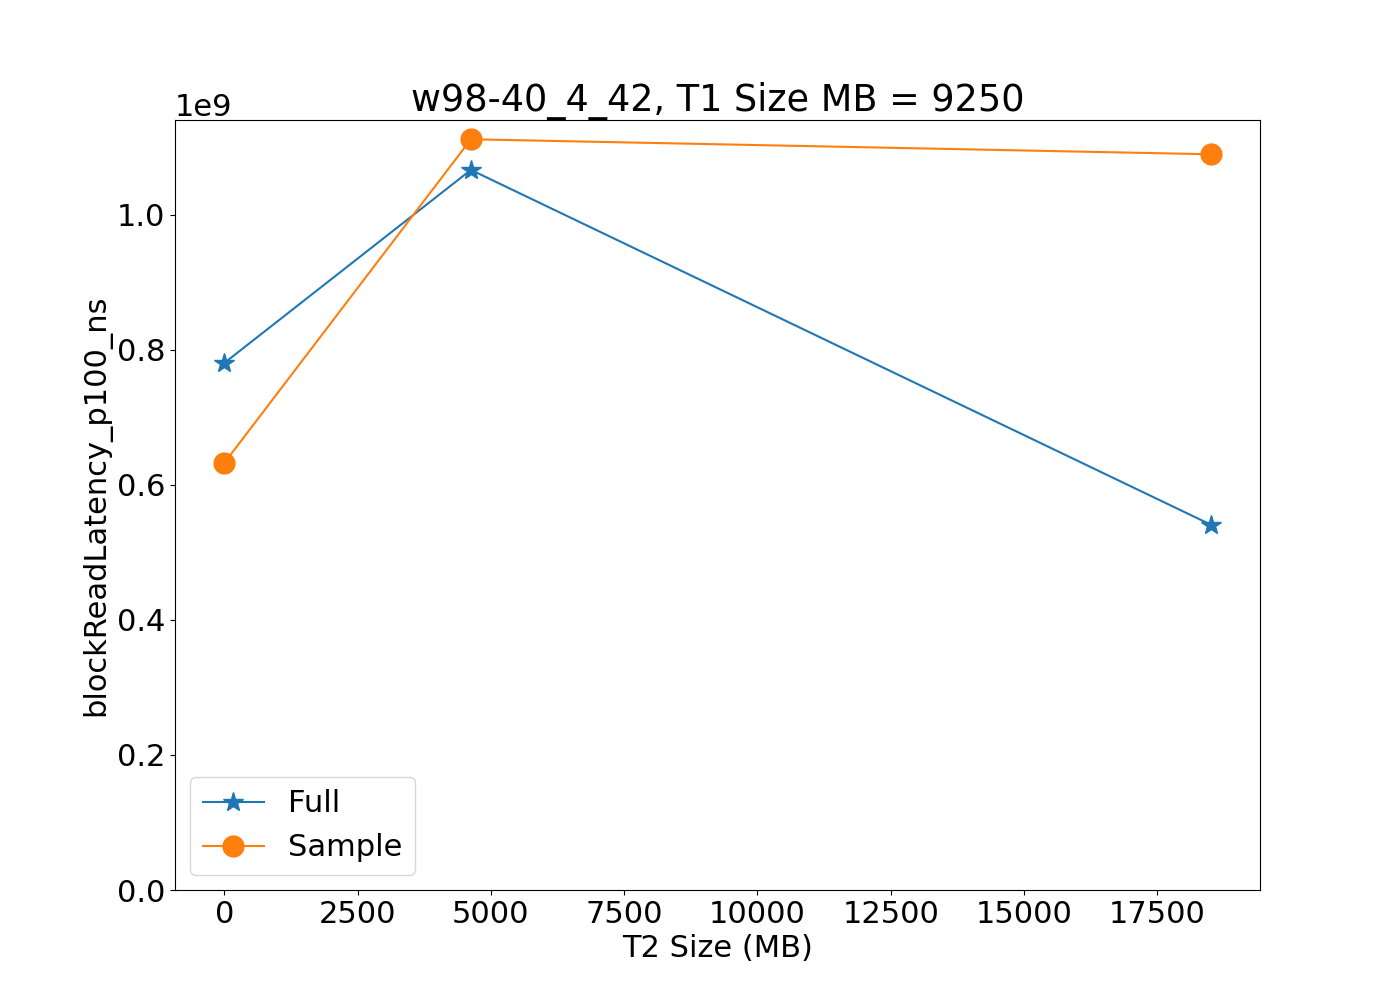 w98-40_4_42, T1 Size MB = 9250
1e9
1.0
0.8
0.6
0.4
0.2
0.0
blockReadLatency_p100_ns
Full
Sample
0 2500 5000 7500 10000 12500 15000 17500
T2 Size (MB)